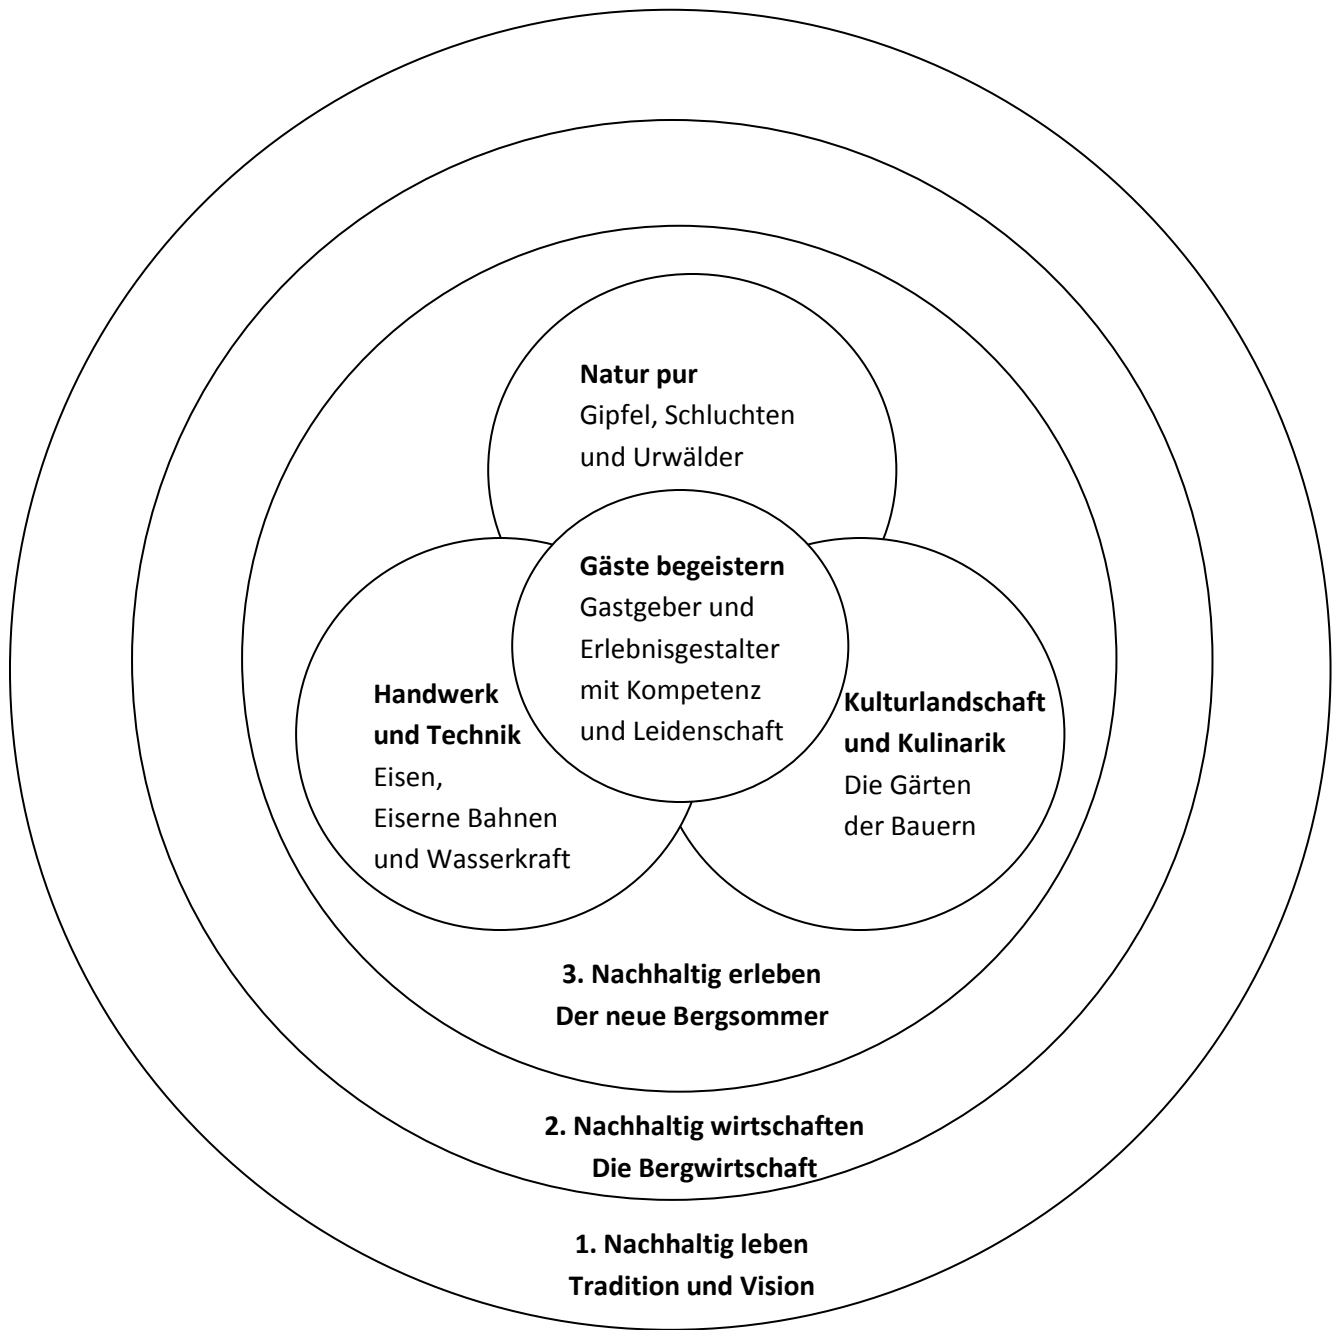 Natur pur
Gipfel, Schluchten
und Urwälder
Gäste begeistern
Gastgeber und
Erlebnisgestalter
mit Kompetenz
und Leidenschaft
Handwerk
und Technik
Eisen,
Eiserne Bahnen
und Wasserkraft
Kulturlandschaft
und Kulinarik
Die Gärten
der Bauern
3. Nachhaltig erleben
Der neue Bergsommer
2. Nachhaltig wirtschaften
Die Bergwirtschaft
1. Nachhaltig leben
Tradition und Vision